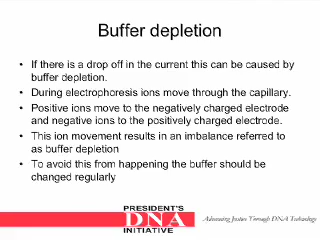 Buffer depletion
• If there is a drop off in the current this can be caused by
buffer depletion.
• During electrophoresis ions move through the capillary.
• Positive ions move to the negatively charged electrode
and negative ions to the positively charged electrode.
• This ion movement results in an imbalance referred to
as buffer depletion
• To avoid this from happening the buffer should be
changed regularly
PRESIDENT'S
DNA
INITIATIVE
Advancing Justice Through DNA Technology